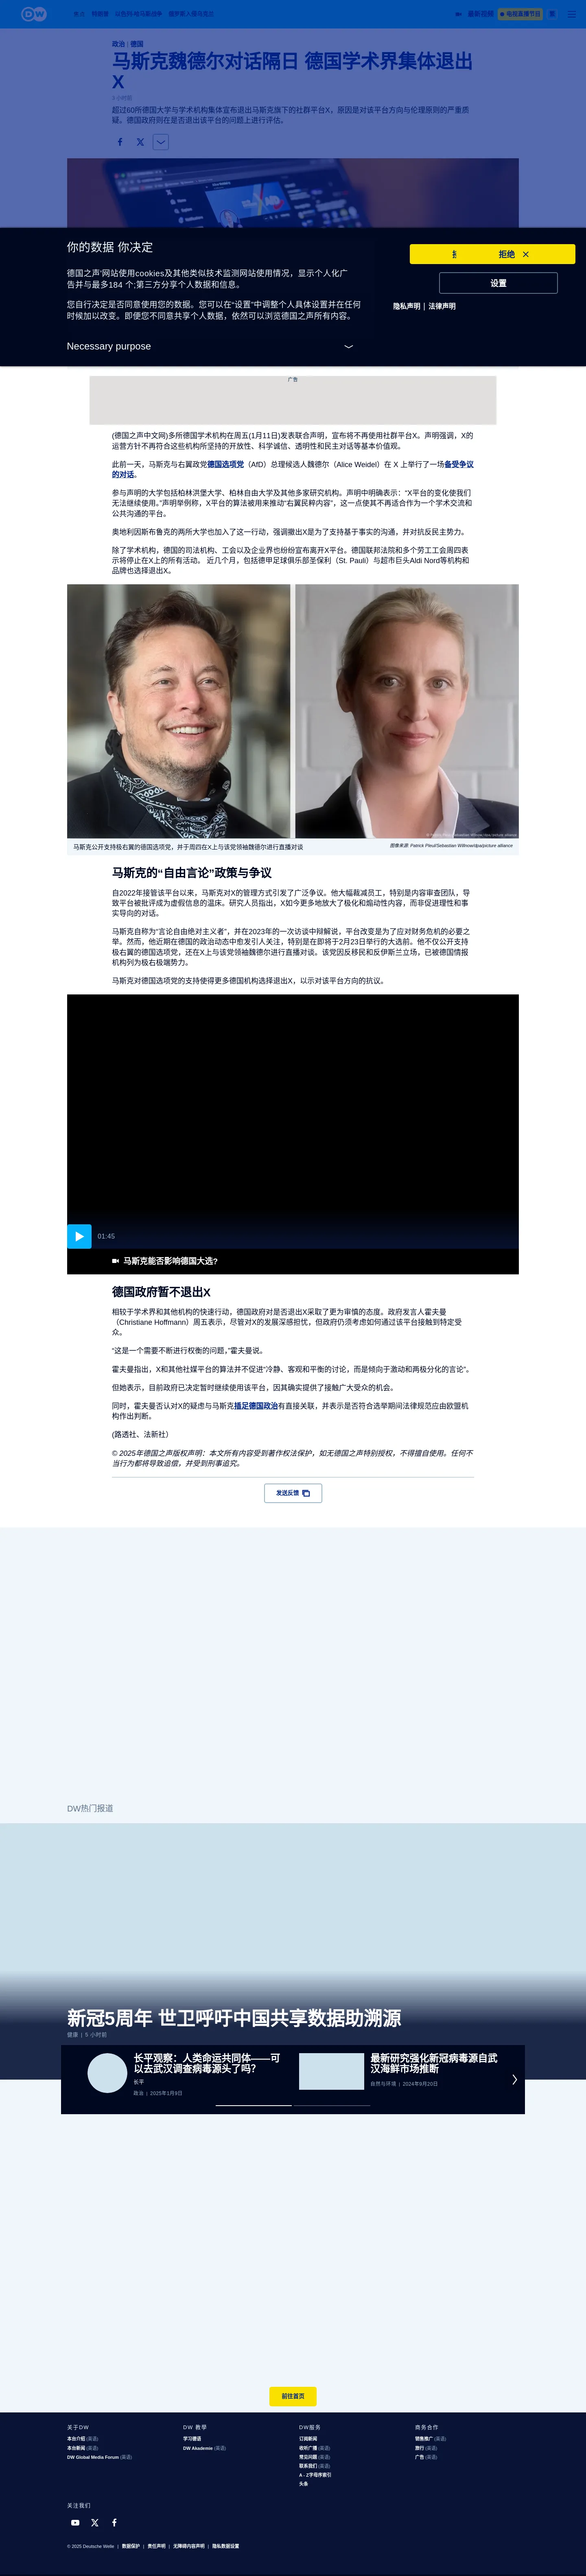 DW
特朗普 以色列-哈马斯战争
最新视频
电视直播节目
政治 | 德国
马斯克魏德尔对话隔日 德国学术界集体退出
X
超过60所德国大学与学术机构集体宣布退出马斯克旗下的社群平台X，原因是对该平台方向与伦理原则的严重质
疑。德国政府则在是否退出该平台的问题上进行评估。
你的数据 你决定
拒绝
德国之声'网站使用cookies及其他类似技术监测网站使用情况，显示个人化广
告并与最多184 个;第三方分享个人数据和信息。
设置
您自行决定是否同意使用您的数据。您可以在"设置"中调整个人具体设置并在任何
时候加以改变。即便您不同意共享个人数据，依然可以浏览德国之声所有内容。
隐私声明 | 法律声明
Necessary purpose
广告
(德国之声中文网)多所德国学术机构在周五(1月11日)发表联合声明，宣布将不再使用社群平台X。声明强调，X的
运营方针不再符合这些机构所坚持的开放性、科学诚信、透明性和民主对话等基本价值观。
此前一天，马斯克与右翼政党德国选项党（AfD）总理候选人魏德尔（Alice Weidel）在 X 上举行了一场备受争议
的对话。
参与声明的大学包括柏林洪堡大学、柏林自由大学及其他多家研究机构。声明中明确表示："X平台的变化使我们
无法继续使用。"声明举例称，X平台的算法被用来推动"右翼民粹内容"，这一点使其不再适合作为一个学术交流和
公共沟通的平台。
奥地利因斯布鲁克的两所大学也加入了这一行动，强调撤出X是为了支持基于事实的沟通，并对抗反民主势力。
除了学术机构，德国的司法机构、工会以及企业界也纷纷宣布离开X平台。德国联邦法院和多个劳工工会周四表
示将停止在X上的所有活动。 近几个月，包括德甲足球俱乐部圣保利（St. Pauli）与超市巨头Aldi Nord等机构和
品牌也选择退出X。
马斯克公开支持极右翼的德国选项党，并于周四在X上与该党领袖魏德尔进行直播对谈
图像来源: Patrick Pleul/Sebastian Willnow/dpa/picture alliance
马斯克的“自由言论”政策与争议
自2022年接管该平台以来，马斯克对X的管理方式引发了广泛争议。他大幅裁减员工，特别是内容审查团队，导
致平台被批评成为虚假信息的温床。研究人员指出，X如今更多地放大了极化和煽动性内容，而非促进理性和事
实导向的对话。
马斯克自称为"言论自由绝对主义者"，并在2023年的一次访谈中辩解说，平台改变是为了应对财务危机的必要之
举。然而，他近期在德国的政治动态中愈发引人关注，特别是在即将于2月23日举行的大选前。他不仅公开支持
极右翼的德国选项党，还在X上与该党领袖魏德尔进行直播对谈。该党因反移民和反伊斯兰立场，已被德国情报
机构列为极右极端势力。
马斯克对德国选项党的支持使得更多德国机构选择退出X，以示对该平台方向的抗议。
01:45
马斯克能否影响德国大选?
德国政府暂不退出X
相较于学术界和其他机构的快速行动，德国政府对是否退出X采取了更为审慎的态度。政府发言人霍夫曼
（Christiane Hoffmann）周五表示，尽管对X的发展深感担忧，但政府仍须考虑如何通过该平台接触到特定受
众。
"这是一个需要不断进行权衡的问题，"霍夫曼说。
霍夫曼指出，X和其他社媒平台的算法并不促进"冷静、客观和平衡的讨论，而是倾向于激动和两极分化的言论"。
但她表示，目前政府已决定暂时继续使用该平台，因其确实提供了接触广大受众的机会。
同时，霍夫曼否认对X的疑虑与马斯克插足德国政治有直接关联，并表示是否符合选举期间法律规范应由欧盟机
构作出判断。
(路透社、法新社）
© 2025年德国之声版权声明：本文所有内容受到著作权法保护，如无德国之声特别授权，不得擅自使用。任何不
当行为都将导致追偿，并受到刑事追究。
发送反馈
DW热门报道
新冠5周年 世卫呼吁中国共享数据助溯源
健康 | 5 小时前
长平观察：人类命运共同体——可
以去武汉调查病毒源头了吗？
长平
政治 | 2025年1月9日
最新研究强化新冠病毒源自武
汉海鲜市场推断
自然与环境 | 2024年9月20日
前往首页
关于DW
本台介绍 (英语)
本台新闻 (英语)
DW Global Media Forum (英语)
DW 教學
学习德语
DW Akademie (英语)
DW服务
订阅新闻
收听广播 (英语)
常见问题 (英语)
联系我们 (英语)
A - Z字母序索引
头条
商务合作
销售推广 (英语)
旅行 (英语)
广告 (英语)
关注我们
© 2025 Deutsche Welle | 数据保护 | 责任声明 | 无障碍内容声明 | 隐私数据设置